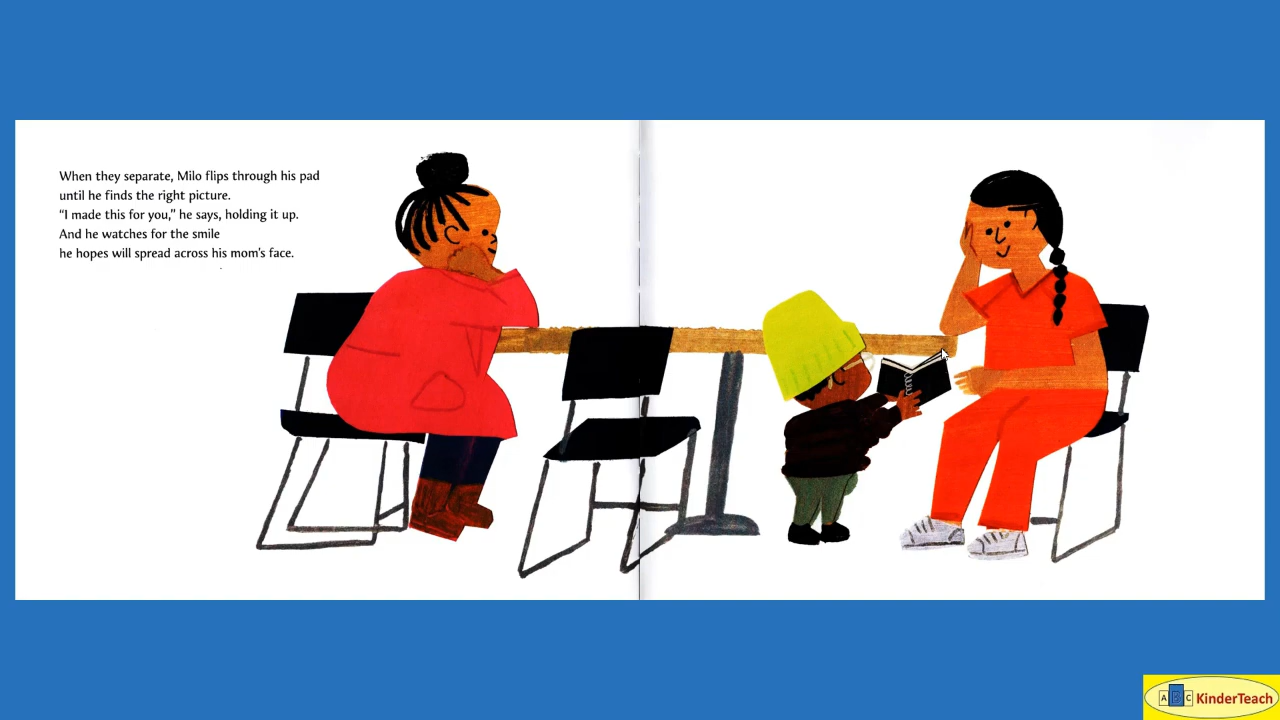 When they separate, Milo flips through his pad
until he finds the right picture.
“I made this for you,” he says, holding it up.
And he watches for the smile
he hopes will spread across his mom’s face.
ABC KinderTeach